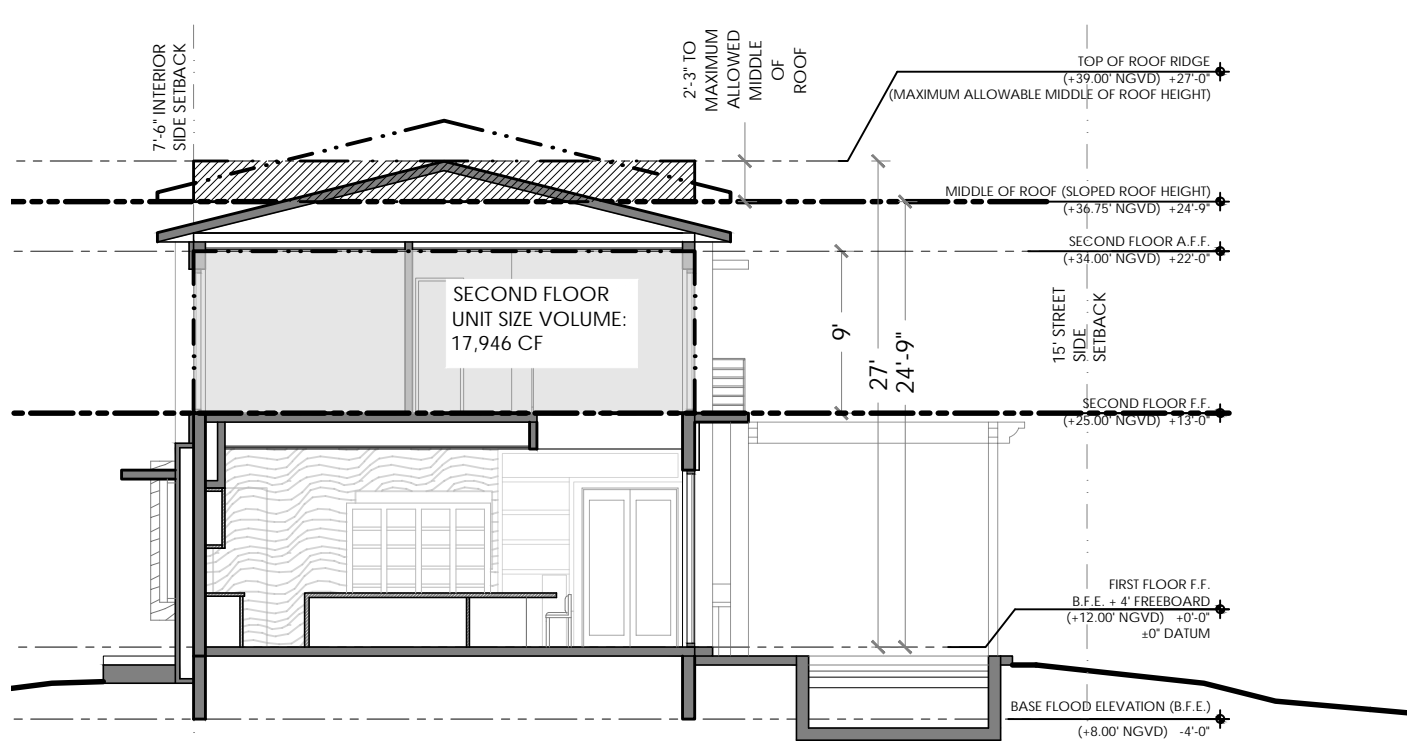 7'-6" INTERIOR
SIDE SETBACK
2'-3" TO
MAXIMUM
ALLOWED
MIDDLE
OF
ROOF
TOP OF ROOF RIDGE
(+39.00' NGVD) +27'-0"
(MAXIMUM ALLOWABLE MIDDLE OF ROOF HEIGHT)
MIDDLE OF ROOF (SLOPED ROOF HEIGHT)
(+36.75' NGVD) +24'-9"
SECOND FLOOR A.F.F.
(+34.00' NGVD) +22'-0"
SECOND FLOOR
UNIT SIZE VOLUME:
17,946 CF
9'
27'
24'-9"
15' STREET
SIDE
SETBACK
SECOND FLOOR F.F.
(+25.00' NGVD) +13'-0"
FIRST FLOOR F.F.
B.F.E. + 4' FREEBOARD
(+12.00' NGVD) +0'-0"
±0" DATUM
BASE FLOOD ELEVATION (B.F.E.)
(+8.00' NGVD) -4'-0"